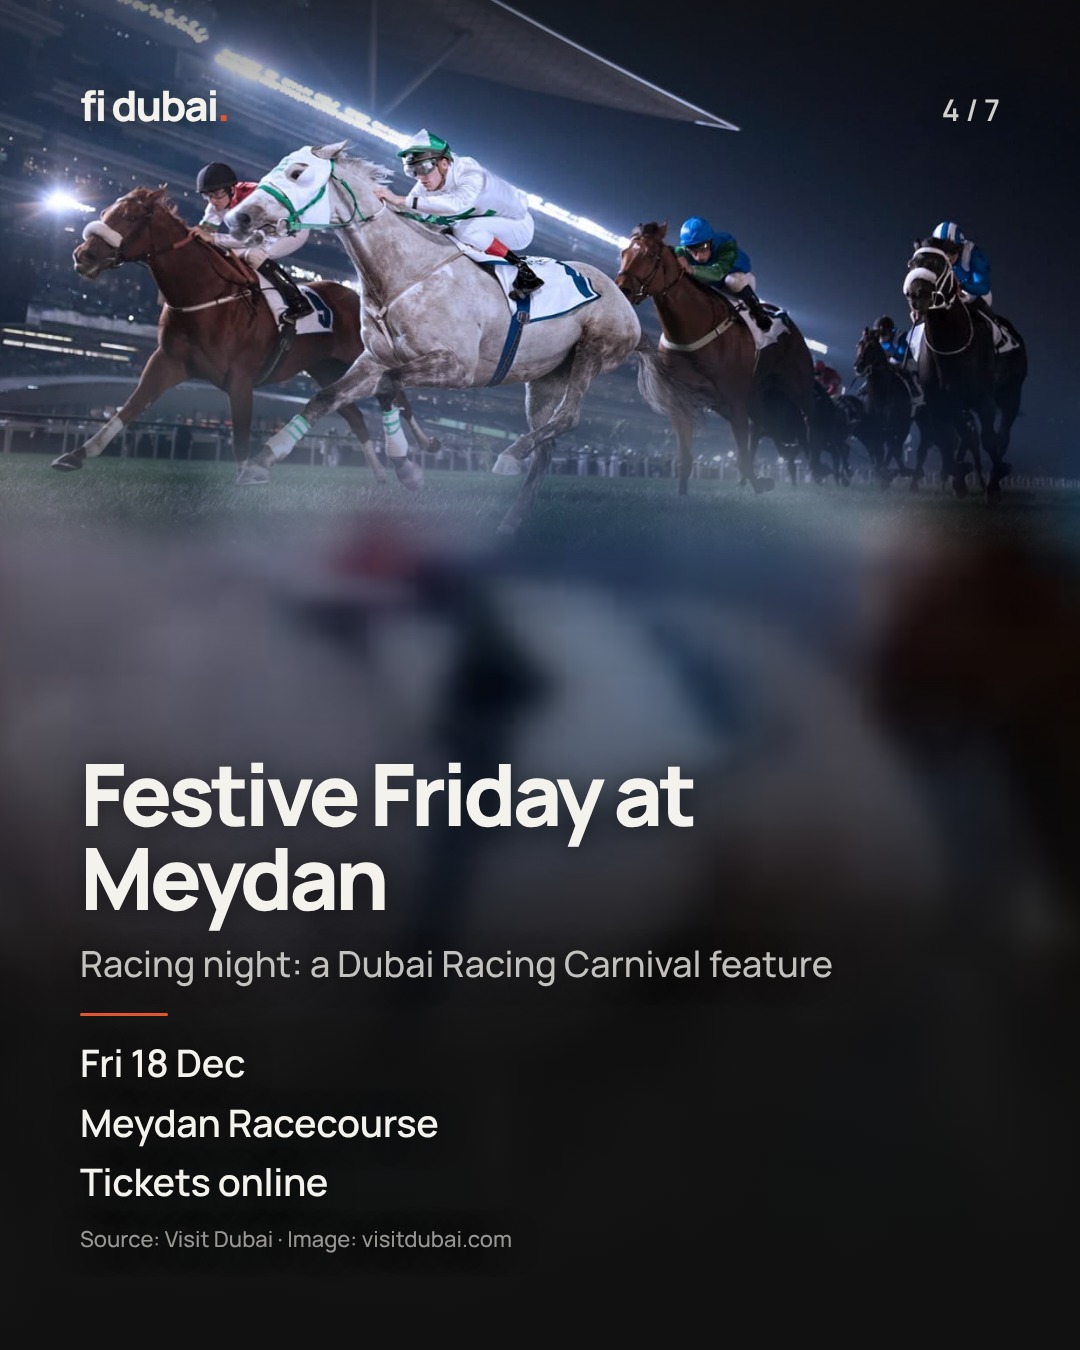 fi dubai.
4 / 7
Festive Friday at
Meydan
Racing night: a Dubai Racing Carnival feature
Fri 18 Dec
Meydan Racecourse
Tickets online
Source: Visit Dubai · Image: visitdubai.com